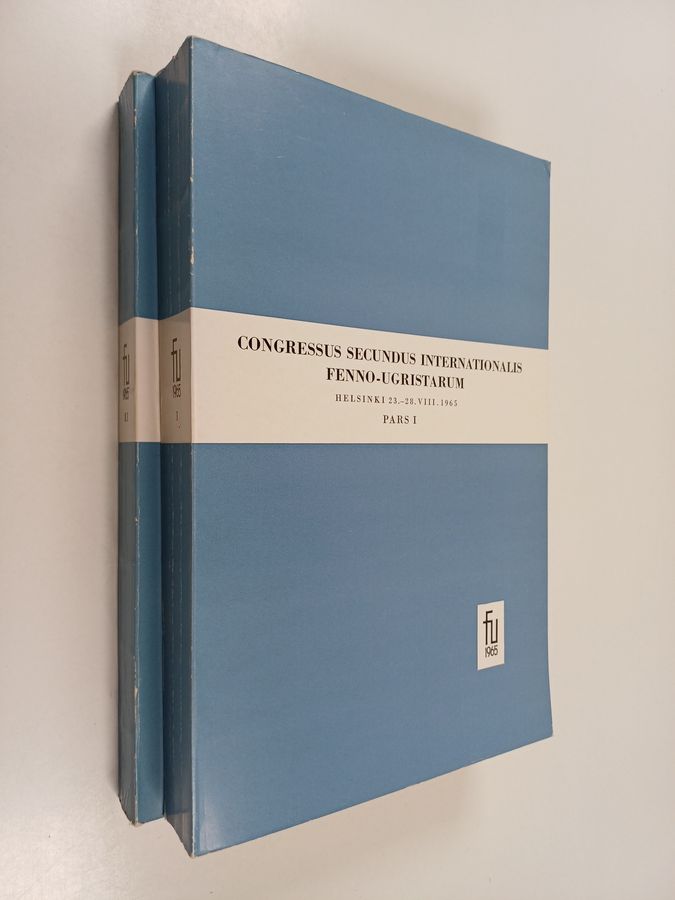 CONGRESSUS SECUNDUS INTERNATIONALIS
FENNO-UGRISTARUM
HELSINKI 23.–28.VIII.1965
PARS I
fu
1965
fu
1965
I
fu
1965
II